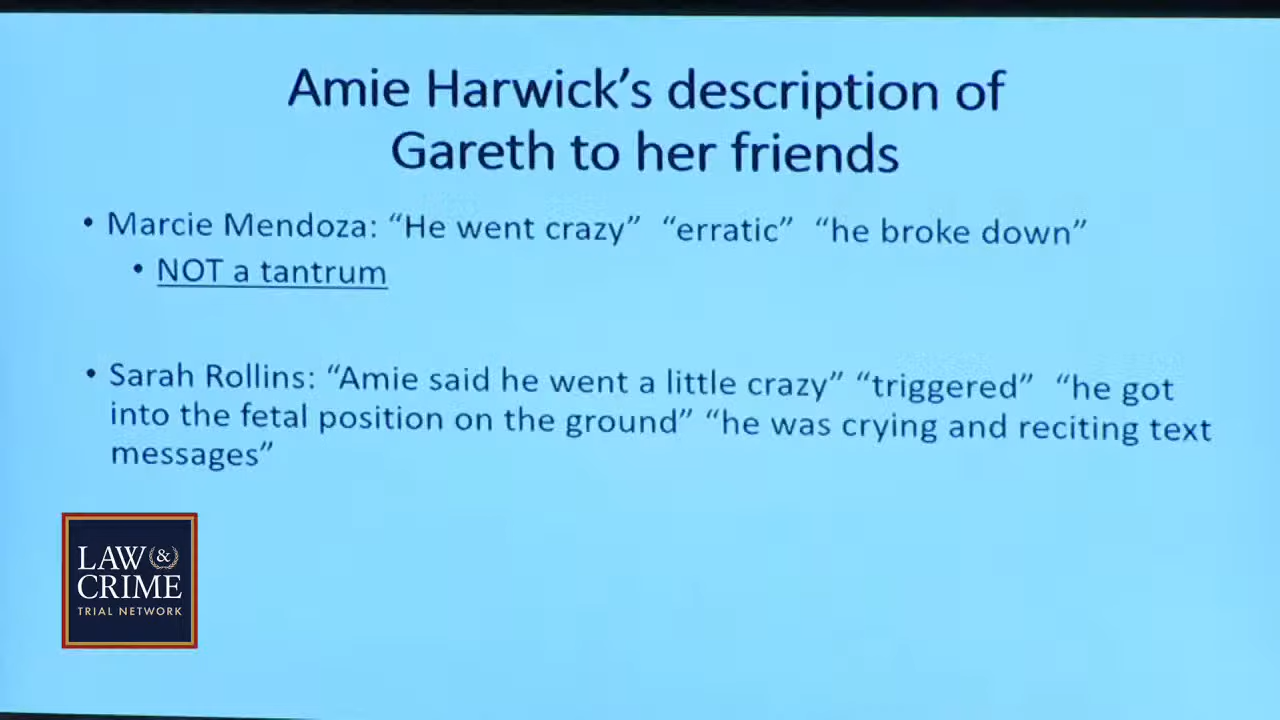 Amie Harwick’s description of
Gareth to her friends
• Marcie Mendoza: “He went crazy” “erratic” “he broke down”
• NOT a tantrum
• Sarah Rollins: “Amie said he went a little crazy” “triggered” “he got
into the fetal position on the ground” “he was crying and reciting text
messages”
LAW &
CRIME
TRIAL NETWORK